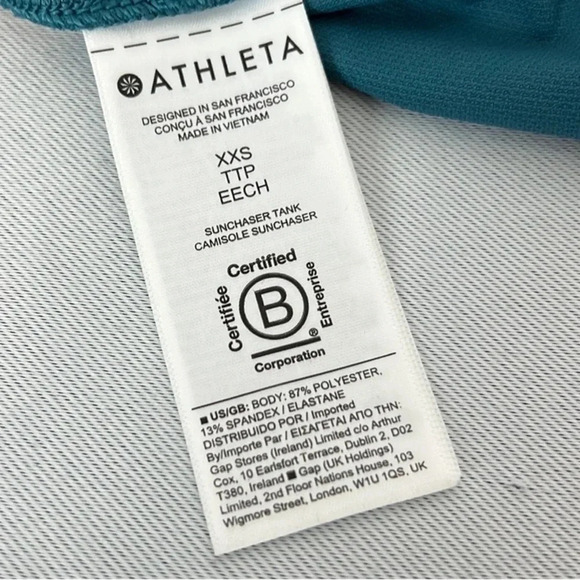 ATHLETA
DESIGNED IN SAN FRANCISCO
CONÇU À SAN FRANCISCO
MADE IN VIETNAM
XXS
TTP
EECH
SUNCHASER TANK
CAMISOLE SUNCHASER
Certified
Certifiée
B
Entreprise
®
Corporation
■ US/GB: BODY: 87% POLYESTER,
13% SPANDEX / ELASTANE
DISTRIBUIDO POR / Imported
By/Importe Par / ΕΙΣΑΓΕΤΑΙ ΑΠΟ ΤΗΝ:
Gap Stores (Ireland) Limited c/o Arthur
Cox, 10 Earlsfort Terrace, Dublin 2, D02
T380, Ireland ■ Gap (UK Holdings)
Limited, 2nd Floor Nations House, 103
Wigmore Street, London, W1U 1QS, UK